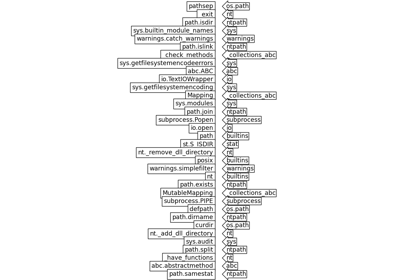 pathsep os.path
_exit nt
path.isdir ntpath
sys.builtin_module_names sys
warnings.catch_warnings warnings
path.islink ntpath
_check_methods _collections_abc
sys.getfilesystemencodeerrors sys
abc.ABC abc
io.TextIOWrapper io
sys.getfilesystemencoding sys
Mapping _collections_abc
sys.modules sys
path.join ntpath
subprocess.Popen subprocess
io.open io
path builtins
st.S_ISDIR stat
nt._remove_dll_directory nt
posix builtins
warnings.simplefilter warnings
nt builtins
path.exists ntpath
MutableMapping _collections_abc
subprocess.PIPE subprocess
defpath os.path
path.dirname ntpath
curdir os.path
nt._add_dll_directory nt
sys.audit sys
path.split ntpath
_have_functions nt
abc.abstractmethod abc
path.samestat ntpath